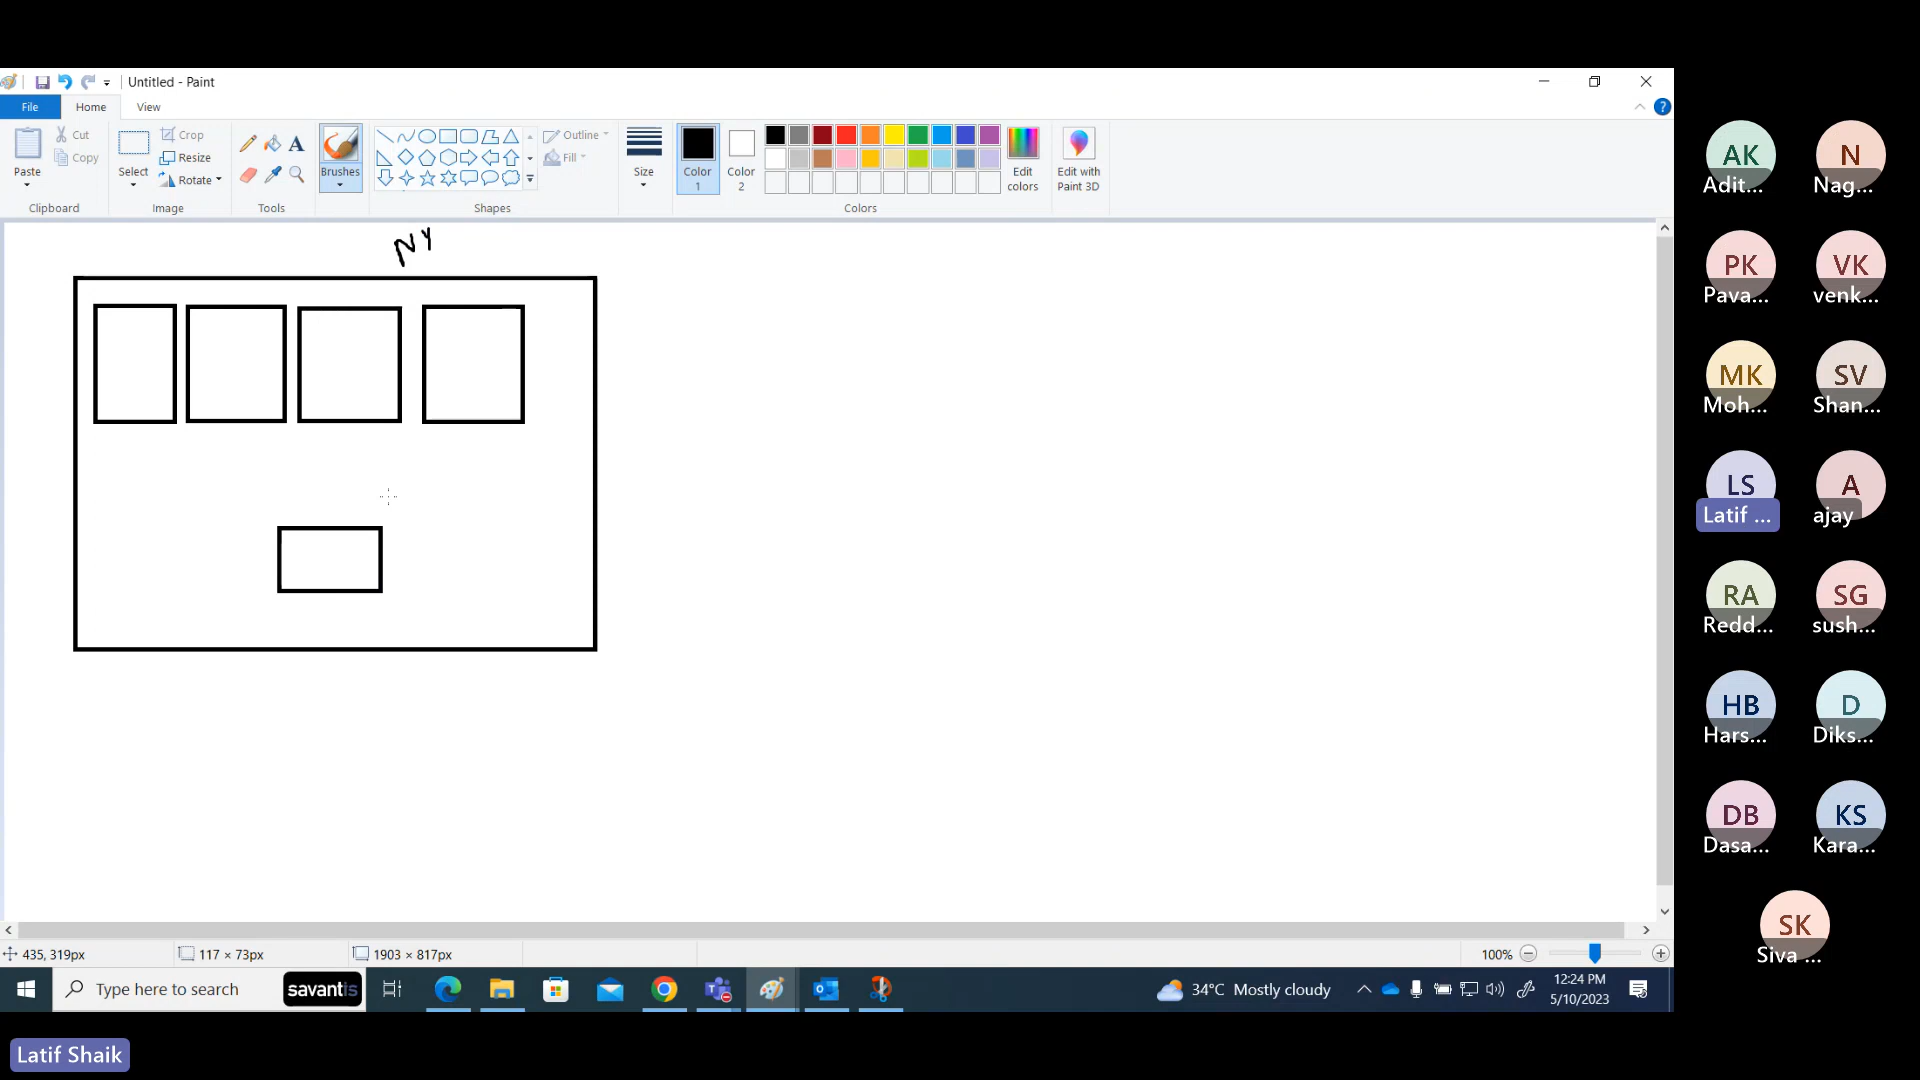 Untitled - Paint
File Home View
Paste
Cut
Copy
Clipboard
Select
Crop
Resize
Rotate
Image
A
Tools
Brushes
Shapes
Outline
Fill
Size
Color 1
Color 2
Edit colors
Colors
Edit with Paint 3D
?
NY
435, 319px 117 × 73px 1903 × 817px 100%
Type here to search savantis
34°C Mostly cloudy
12:24 PM
5/10/2023
AK
Adit...
N
Nag...
PK
Pava...
VK
venk...
MK
Moh...
SV
Shan...
LS
Latif ...
A
ajay
RA
Redd...
SG
sush...
HB
Hars...
D
Diks...
DB
Dasa...
KS
Kara...
SK
Siva ...
Latif Shaik